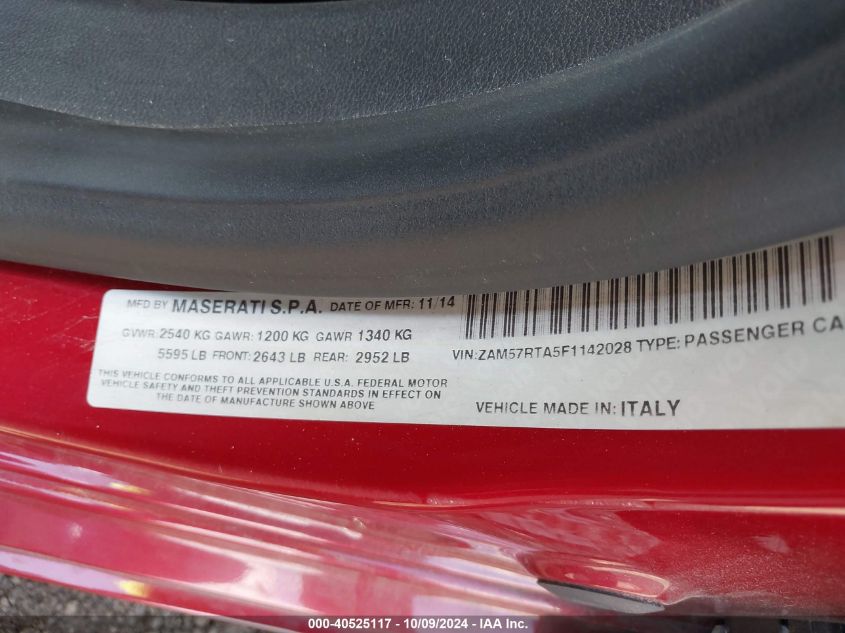 MFD BY MASERATI S.P.A. DATE OF MFR: 11/14
GVWR: 2540 KG GAWR: 1200 KG GAWR 1340 KG
5595 LB FRONT: 2643 LB REAR: 2952 LB
THIS VEHICLE CONFORMS TO ALL APPLICABLE U.S.A. FEDERAL MOTOR
VEHICLE SAFETY AND THEFT PREVENTION STANDARDS IN EFFECT ON
THE DATE OF MANUFACTURE SHOWN ABOVE
VIN: ZAM57RTA5F1142028 TYPE: PASSENGER CA
VEHICLE MADE IN: ITALY
000-40525117 - 10/09/2024 - IAA Inc.